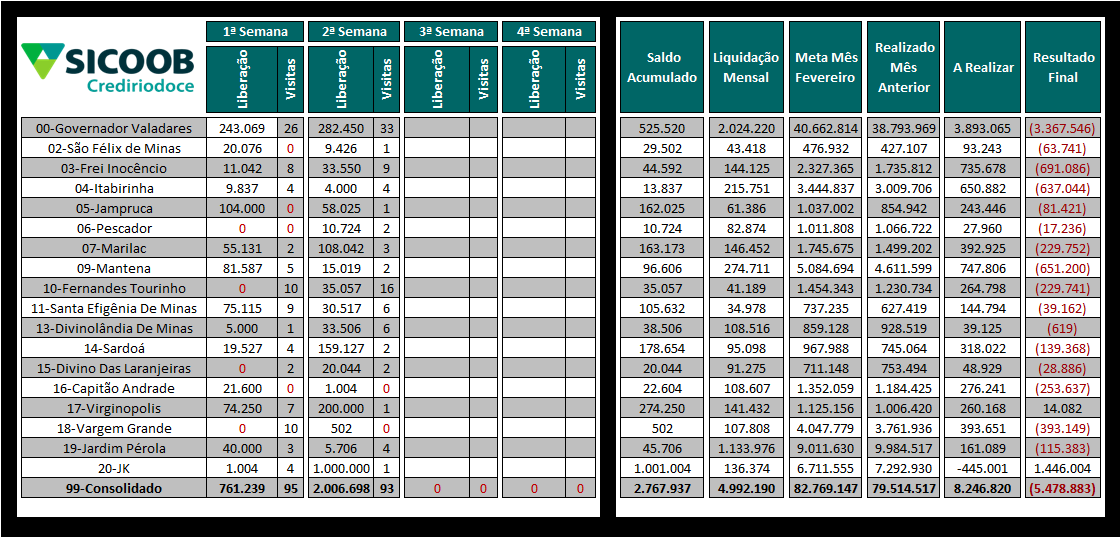 SICOOB
Crediriodoce
1ª Semana 2ª Semana 3ª Semana 4ª Semana
Liberação Visitas Liberação Visitas Liberação Visitas Liberação Visitas
Saldo Acumulado Liquidação Mensal Meta Mês Fevereiro Realizado Mês Anterior A Realizar Resultado Final
00-Governador Valadares 243.069 26 282.450 33 525.520 2.024.220 40.662.814 38.793.969 3.893.065 (3.367.546)
02-São Félix de Minas 20.076 0 9.426 1 29.502 43.418 476.932 427.107 93.243 (63.741)
03-Frei Inocêncio 11.042 8 33.550 9 44.592 144.125 2.327.365 1.735.812 735.678 (691.086)
04-Itabirinha 9.837 4 4.000 4 13.837 215.751 3.444.837 3.009.706 650.882 (637.044)
05-Jampruca 104.000 0 58.025 1 162.025 61.386 1.037.002 854.942 243.446 (81.421)
06-Pescador 0 0 10.724 2 10.724 82.874 1.011.808 1.066.722 27.960 (17.236)
07-Marilac 55.131 2 108.042 3 163.173 146.452 1.745.675 1.499.202 392.925 (229.752)
09-Mantena 81.587 5 15.019 2 96.606 274.711 5.084.694 4.611.599 747.806 (651.200)
10-Fernandes Tourinho 0 10 35.057 16 35.057 41.189 1.454.343 1.230.734 264.798 (229.741)
11-Santa Efigênia De Minas 75.115 9 30.517 6 105.632 34.978 737.235 627.419 144.794 (39.162)
13-Divinolândia De Minas 5.000 1 33.506 6 38.506 108.516 859.128 928.519 39.125 (619)
14-Sardoá 19.527 4 159.127 2 178.654 95.098 967.988 745.064 318.022 (139.368)
15-Divino Das Laranjeiras 0 2 20.044 2 20.044 91.275 711.148 753.494 48.929 (28.886)
16-Capitão Andrade 21.600 0 1.004 0 22.604 108.607 1.352.059 1.184.425 276.241 (253.637)
17-Virginopolis 74.250 7 200.000 1 274.250 141.432 1.125.156 1.006.420 260.168 14.082
18-Vargem Grande 0 10 502 0 502 107.808 4.047.779 3.761.936 393.651 (393.149)
19-Jardim Pérola 40.000 3 5.706 4 45.706 1.133.976 9.011.630 9.984.517 161.089 (115.383)
20-JK 1.004 4 1.000.000 1 1.001.004 136.374 6.711.555 7.292.930 -445.001 1.446.004
99-Consolidado 761.239 95 2.006.698 93 0 0 0 0 2.767.937 4.992.190 82.769.147 79.514.517 8.246.820 (5.478.883)